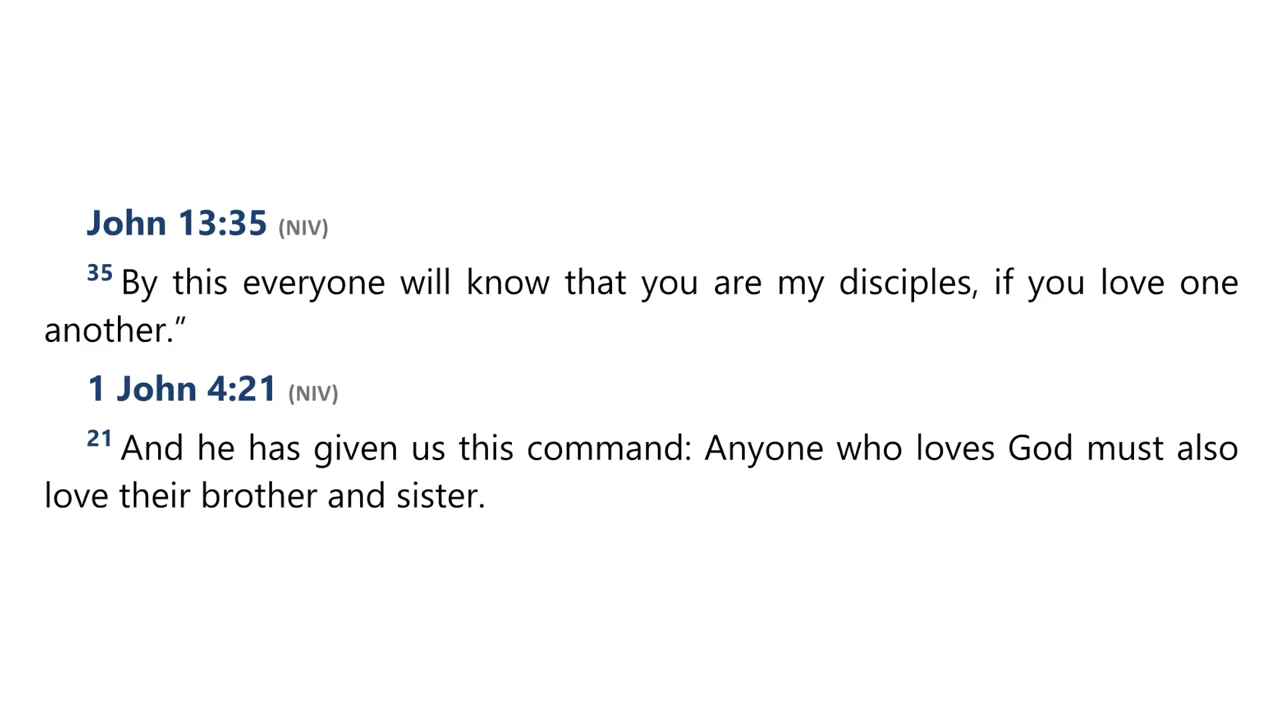 John 13:35 (NIV)
35 By this everyone will know that you are my disciples, if you love one
another.”
1 John 4:21 (NIV)
21 And he has given us this command: Anyone who loves God must also
love their brother and sister.